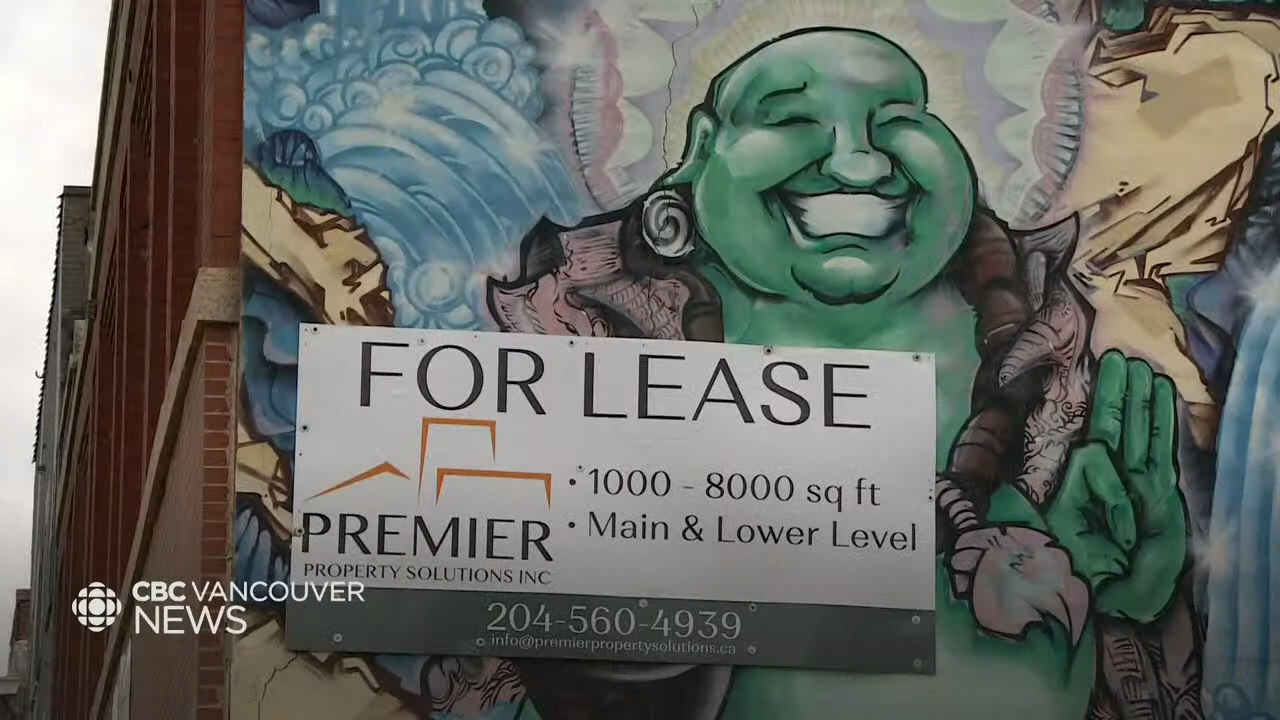 FOR LEASE
• 1000 - 8000 sq ft
• Main & Lower Level
PREMIER
PROPERTY SOLUTIONS INC
204-560-4939
info@premierpropertysolutions.ca
CBC VANCOUVER
NEWS